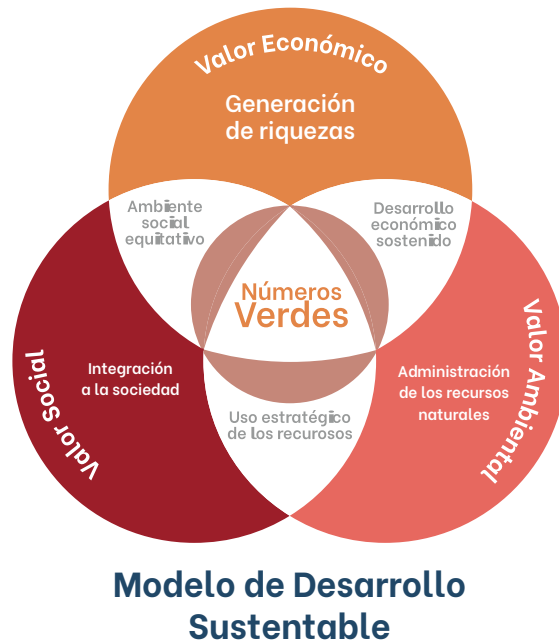 Valor Económico
Generación
de riquezas
Ambiente
social
equitativo
Desarrollo
económico
sostenido
Números
Verdes
Valor Social
Integración
a la sociedad
Valor Ambiental
Administración
de los recursos
naturales
Uso estratégico
de los recurosos
Modelo de Desarrollo
Sustentable